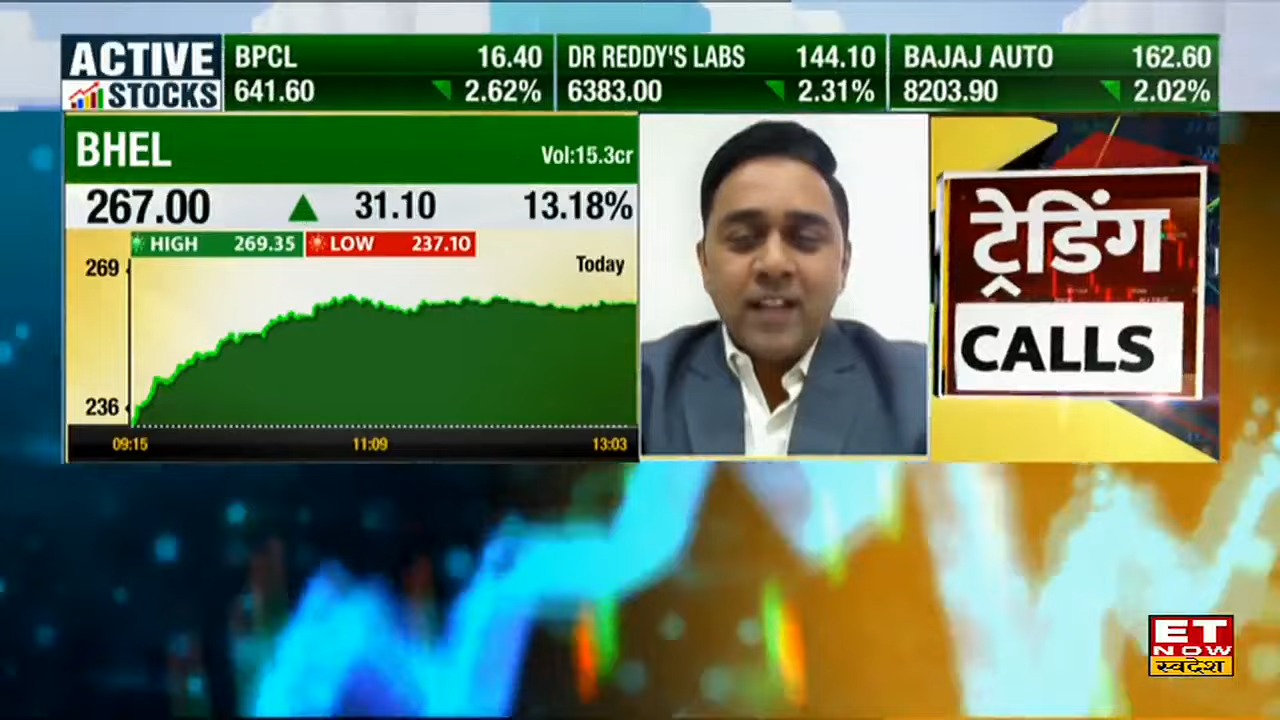 ACTIVE
STOCKS
BPCL 16.40
641.60 2.62%
DR REDDY'S LABS 144.10
6383.00 2.31%
BAJAJ AUTO 162.60
8203.90 2.02%
BHEL Vol:15.3cr
267.00 31.10 13.18%
HIGH 269.35 LOW 237.10
Today
269
236
09:15 11:09 13:03
ट्रेडिंग
CALLS
ET
NOW
स्वदेश